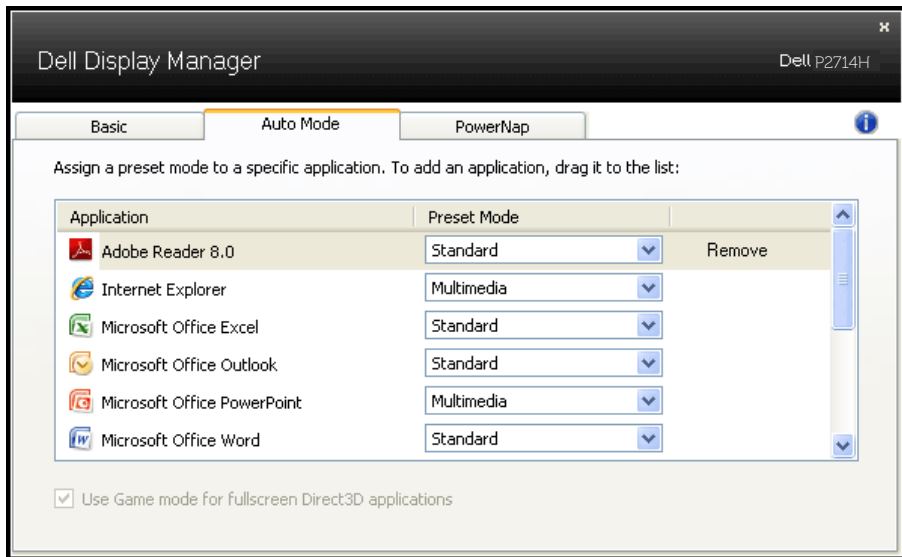 Dell Display Manager
Dell P2714H
Basic
Auto Mode
PowerNap
Assign a preset mode to a specific application. To add an application, drag it to the list:
Application Preset Mode
Adobe Reader 8.0 Standard Remove
Internet Explorer Multimedia
Microsoft Office Excel Standard
Microsoft Office Outlook Standard
Microsoft Office PowerPoint Multimedia
Microsoft Office Word Standard
Use Game mode for fullscreen Direct3D applications